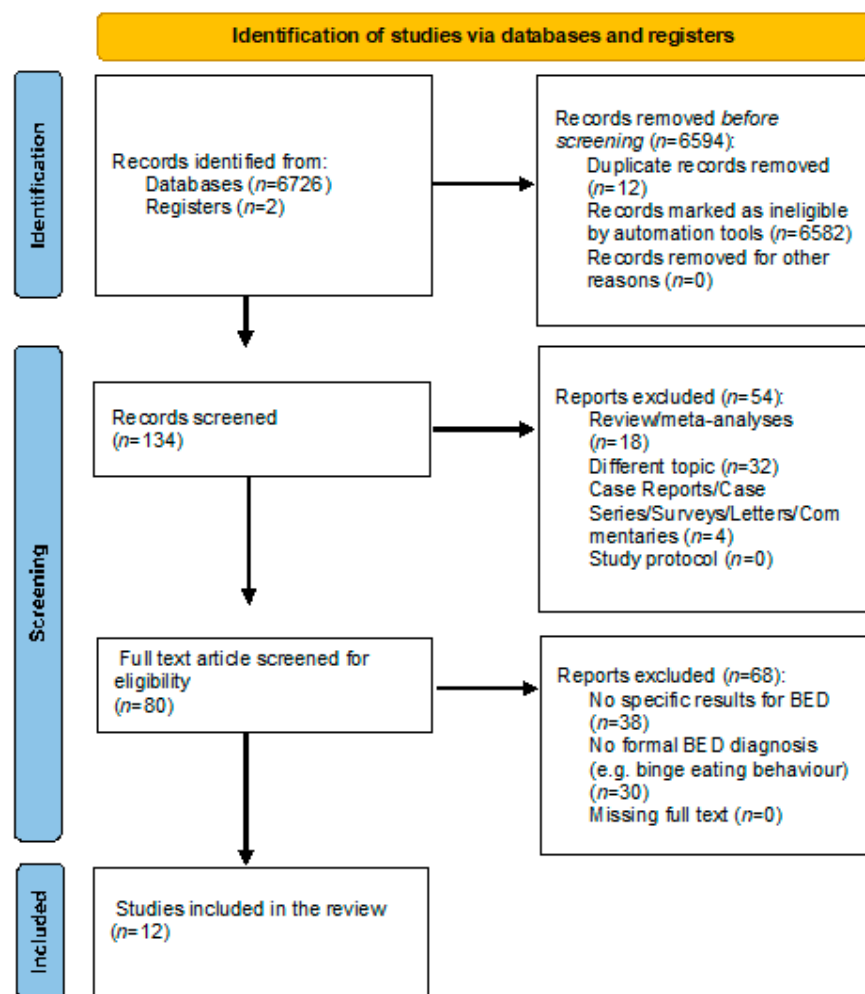 Identification of studies via databases and registers
Identification
Records identified from:
Databases (n=6726)
Registers (n=2)
Records removed before
screening (n=6594):
Duplicate records removed
(n=12)
Records marked as ineligible
by automation tools (n=6582)
Records removed for other
reasons (n=0)
Screening
Records screened
(n=134)
Reports excluded (n=54):
Review/meta-analyses
(n=18)
Different topic (n=32)
Case Reports/Case
Series/Surveys/Letters/Com
mentaries (n=4)
Study protocol (n=0)
Full text article screened for
eligibility
(n=80)
Reports excluded (n=68):
No specific results for BED
(n=38)
No formal BED diagnosis
(e.g. binge eating behaviour)
(n=30)
Missing full text (n=0)
Included
Studies included in the review
(n=12)